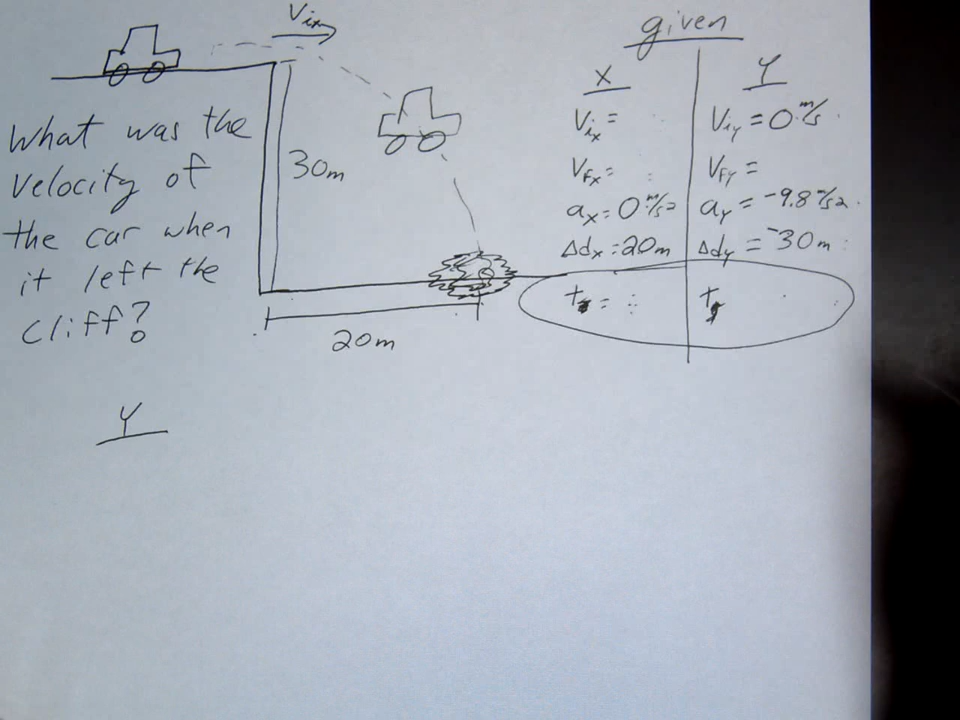 Vix
given
X
Y
Vix =
Viy = 0 m/s
Vfx =
Vfy =
ax = 0 m/s2
ay = -9.8 m/s2
Δdx = 20m
Δdy = -30m
t =
t
What was the
velocity of
the car when
it left the
cliff?
30m
20m
Y